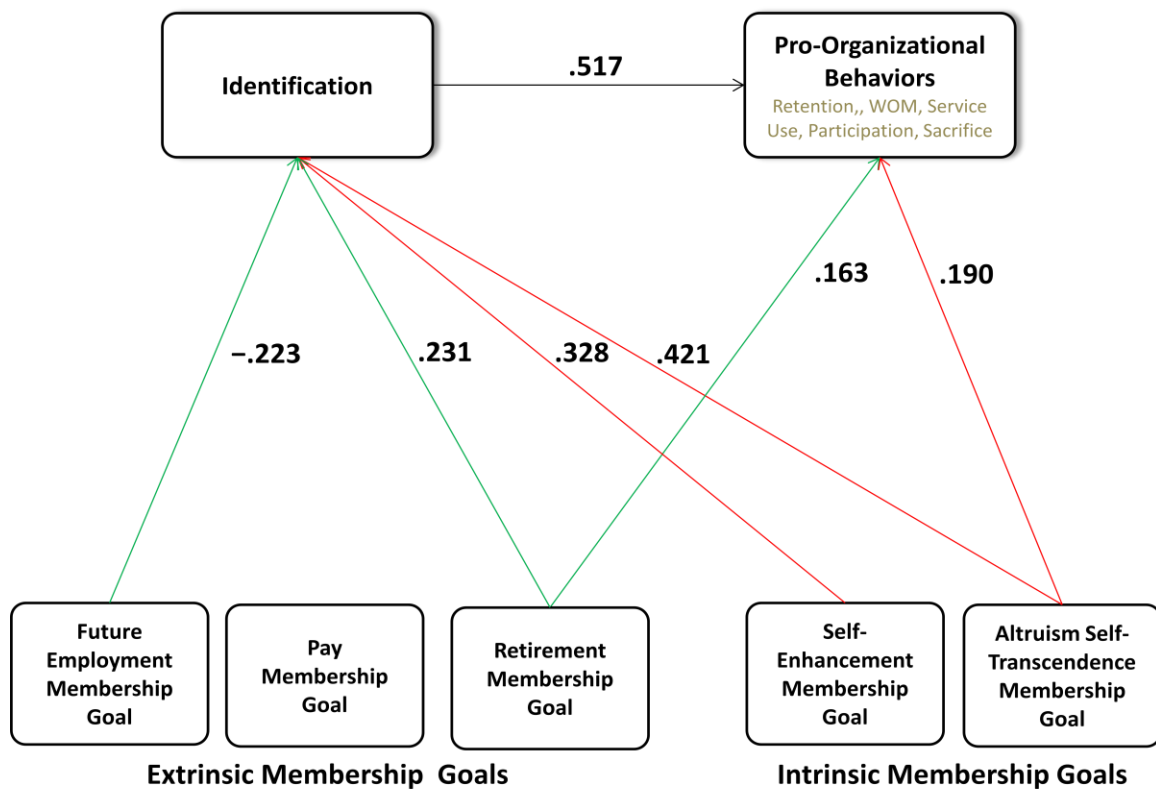 Identification
.517
Pro-Organizational
Behaviors
Retention,, WOM, Service
Use, Participation, Sacrifice
–.223
.231
.328
.421
.163
.190
Future
Employment
Membership
Goal
Pay
Membership
Goal
Retirement
Membership
Goal
Self-
Enhancement
Membership
Goal
Altruism Self-
Transcendence
Membership
Goal
Extrinsic Membership Goals
Intrinsic Membership Goals